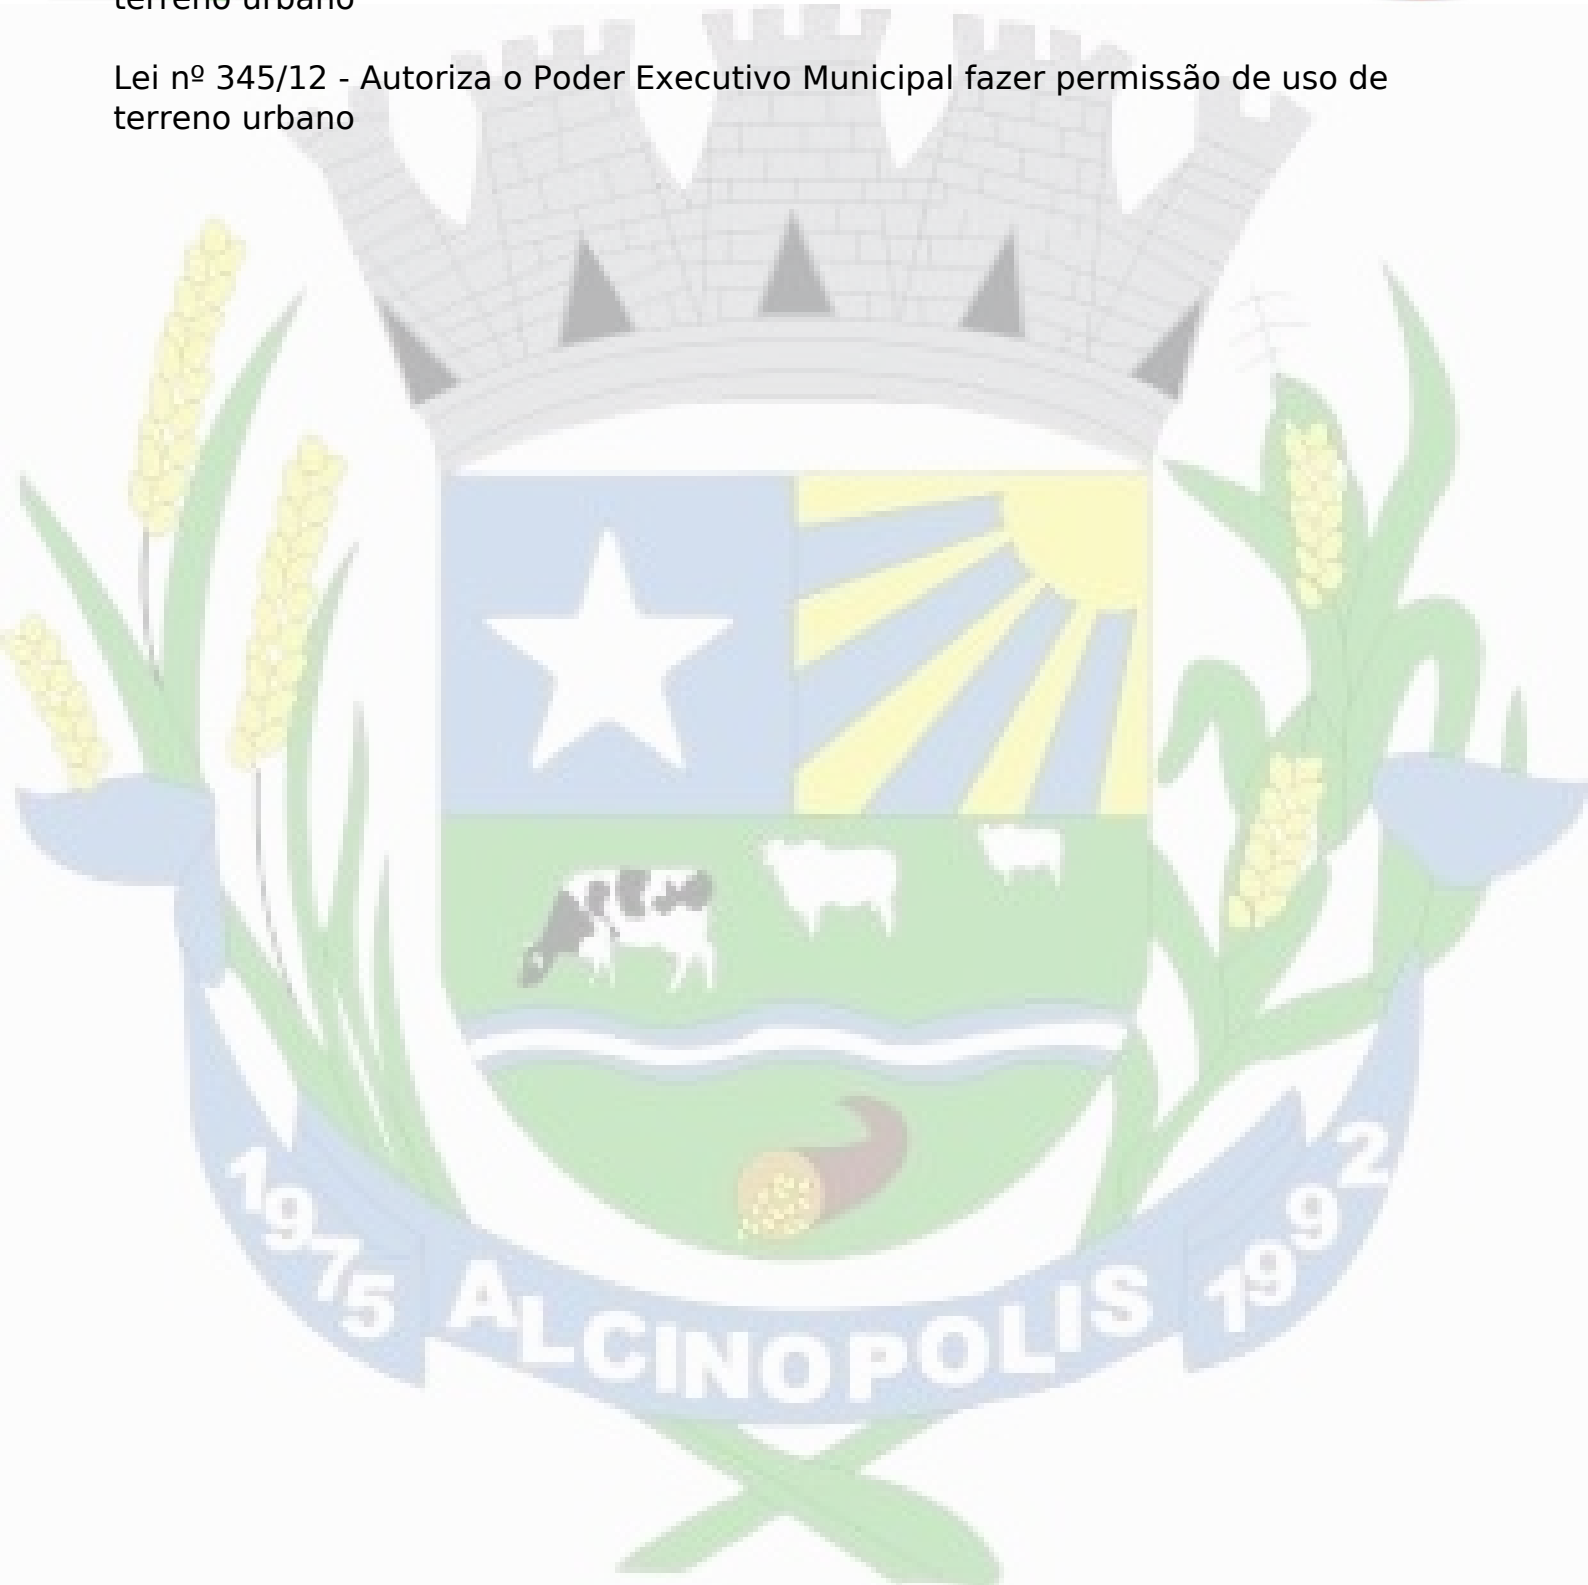 terreno urbano
Lei nº 345/12 - Autoriza o Poder Executivo Municipal fazer permissão de uso de
terreno urbano
1975 ALCINOPOLIS 1992